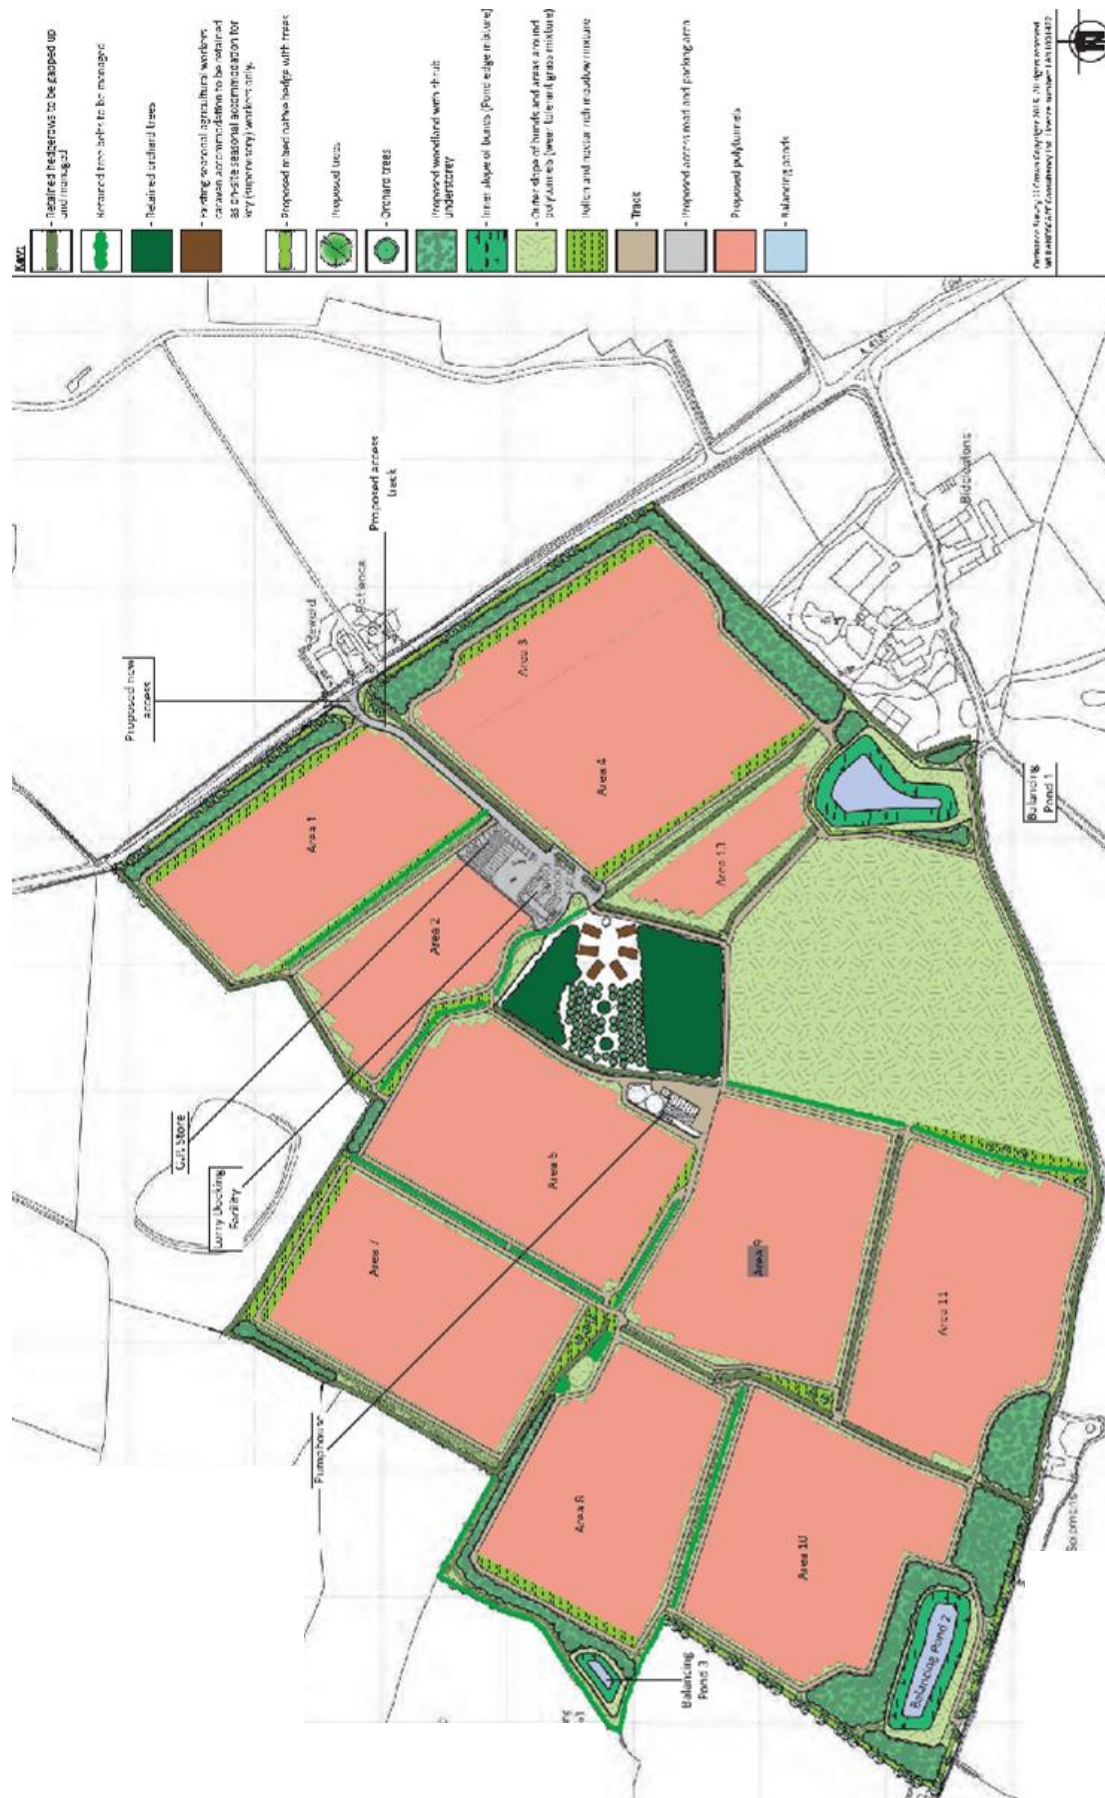 Key:
- Retained hedgerows to be gapped up
and managed
- Retained tree belts to be managed
- Retained orchard trees
- Existing seasonal agricultural workers
caravan accommodation to be retained
as on-site seasonal accommodation for
key (supervisory) workers only.
- Proposed mixed native hedge with trees
- Proposed trees
- Orchard trees
- Proposed woodland with shrub
understorey
- Inner slope of bunds (Pond edge mixture)
- Outer slope of bunds and areas around
polytunnels (wear tolerant grass mixture)
- Pollen and nectar rich meadow mixture
- Track
- Proposed access road and parking area
- Proposed polytunnels
- Balancing ponds
Proposed new
access
Proposed access
track
Reward
Patience
G.P. Store
Lorry Docking
Facility
Pumphouse
Area 1
Area 2
Area 3
Area 4
Area 13
Area 7
Area 9
Area 11
Area 8
Area 10
Balancing
Pond 1
Balancing Pond 2
Balancing
Pond 3
Solomons